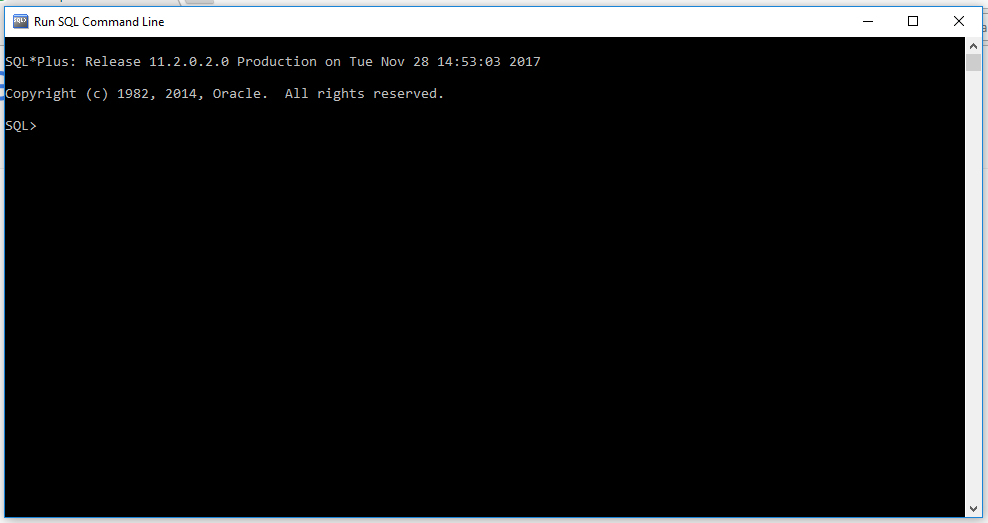 Run SQL Command Line
SQL*Plus: Release 11.2.0.2.0 Production on Tue Nov 28 14:53:03 2017
Copyright (c) 1982, 2014, Oracle.  All rights reserved.
SQL>